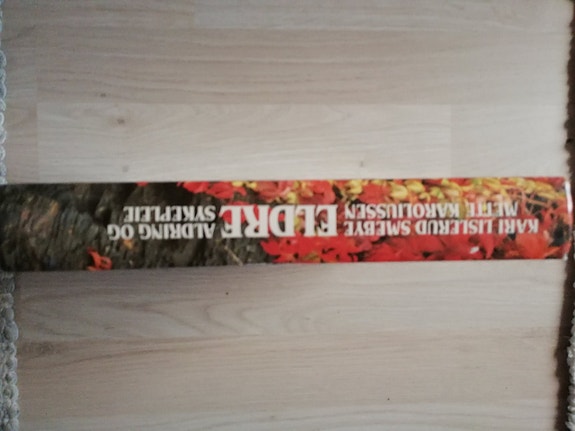 KARI LISLERUD SMEBYE
METTE KAROLIUSSEN
ELDRE
ALDRING OG
SYKEPLEIE